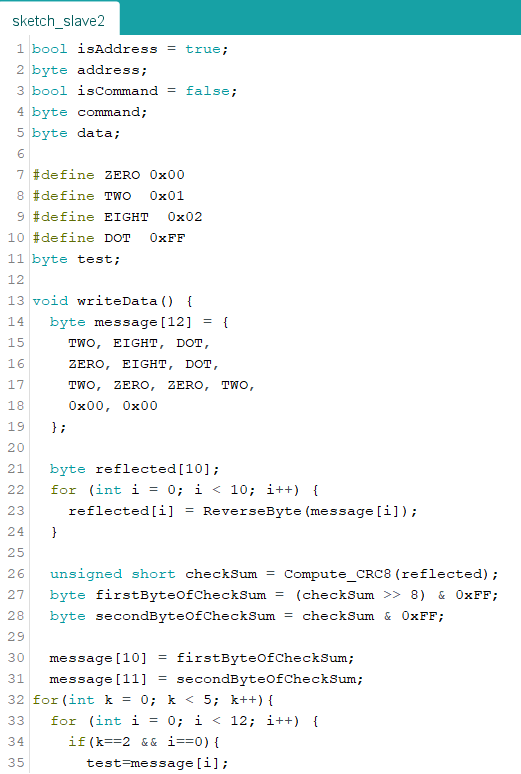 sketch_slave2
1 bool isAddress = true;
2 byte address;
3 bool isCommand = false;
4 byte command;
5 byte data;
6
7 #define ZERO 0x00
8 #define TWO  0x01
9 #define EIGHT  0x02
10 #define DOT  0xFF
11 byte test;
12
13 void writeData() {
14   byte message[12] = {
15     TWO, EIGHT, DOT,
16     ZERO, EIGHT, DOT,
17     TWO, ZERO, ZERO, TWO,
18     0x00, 0x00
19   };
20
21   byte reflected[10];
22   for (int i = 0; i < 10; i++) {
23     reflected[i] = ReverseByte(message[i]);
24   }
25
26   unsigned short checkSum = Compute_CRC8(reflected);
27   byte firstByteOfCheckSum = (checkSum >> 8) & 0xFF;
28   byte secondByteOfCheckSum = checkSum & 0xFF;
29
30   message[10] = firstByteOfCheckSum;
31   message[11] = secondByteOfCheckSum;
32 for(int k = 0; k < 5; k++){
33   for (int i = 0; i < 12; i++) {
34     if(k==2 && i==0){
35       test=message[i];